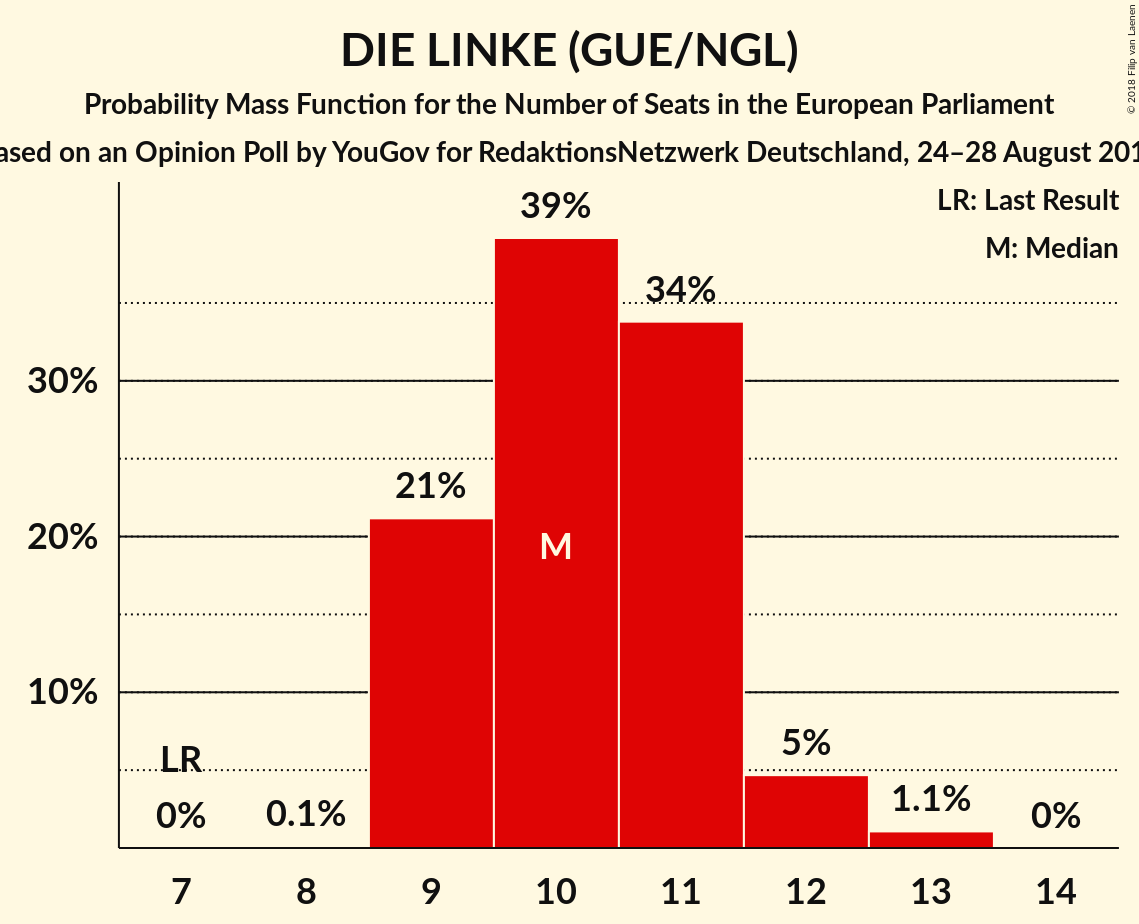 DIE LINKE (GUE/NGL)
Probability Mass Function for the Number of Seats in the European Parliament
ased on an Opinion Poll by YouGov for RedaktionsNetzwerk Deutschland, 24–28 August 201
© 2018 Filip van Laenen
LR: Last Result
M: Median
39%
34%
30%
21%
20%
M
10%
LR
5%
0%
0.1%
1.1%
0%
7 8 9 10 11 12 13 14